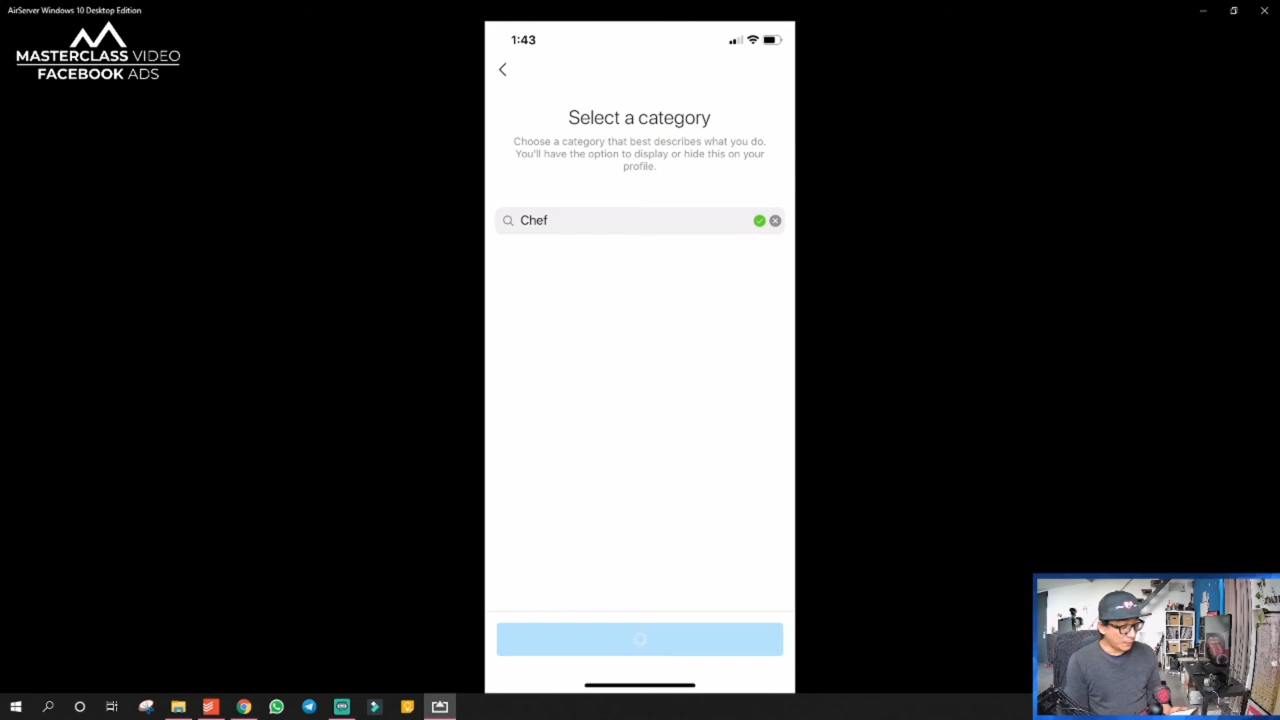 AirServer Windows 10 Desktop Edition
MASTERCLASS VIDEO
FACEBOOK ADS
1:43
Select a category
Choose a category that best describes what you do.
You'll have the option to display or hide this on your
profile.
Chef